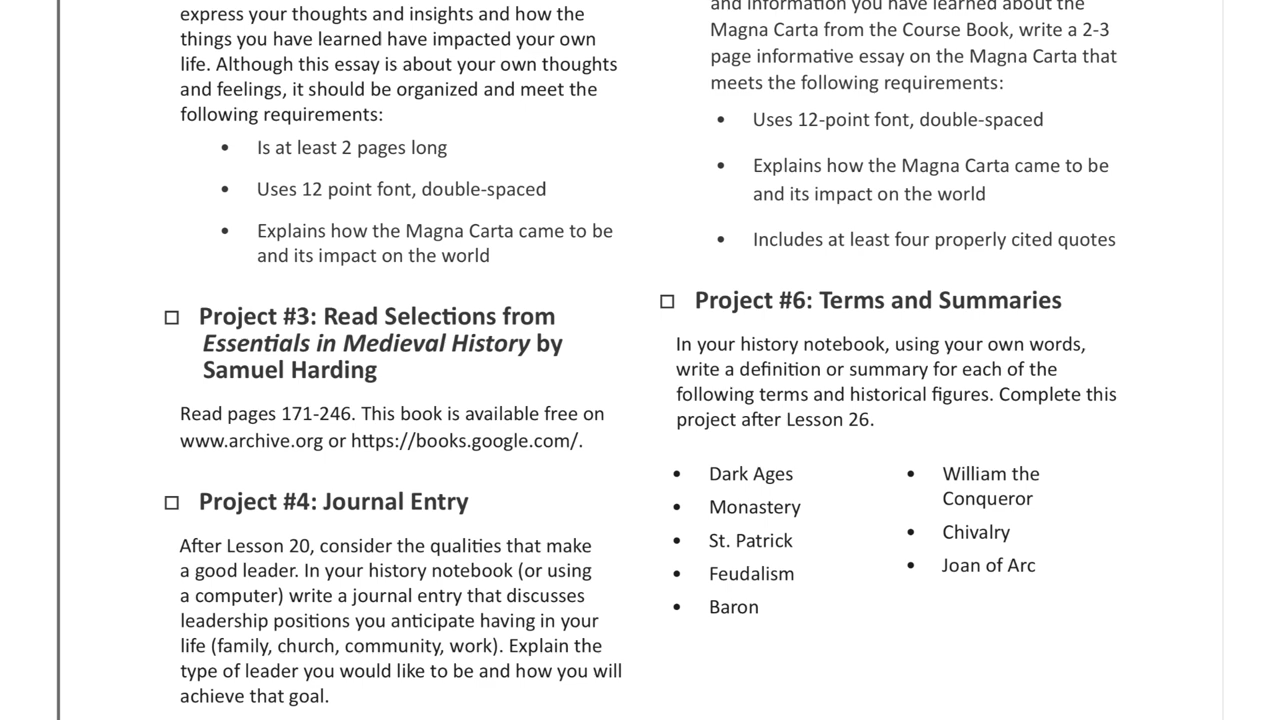 express your thoughts and insights and how the
things you have learned have impacted your own
life. Although this essay is about your own thoughts
and feelings, it should be organized and meet the
following requirements:
• Is at least 2 pages long
• Uses 12 point font, double-spaced
• Explains how the Magna Carta came to be
and its impact on the world
□ Project #3: Read Selections from
Essentials in Medieval History by
Samuel Harding
Read pages 171-246. This book is available free on
www.archive.org or https://books.google.com/.
□ Project #4: Journal Entry
After Lesson 20, consider the qualities that make
a good leader. In your history notebook (or using
a computer) write a journal entry that discusses
leadership positions you anticipate having in your
life (family, church, community, work). Explain the
type of leader you would like to be and how you will
achieve that goal.
and information you have learned about the
Magna Carta from the Course Book, write a 2-3
page informative essay on the Magna Carta that
meets the following requirements:
• Uses 12-point font, double-spaced
• Explains how the Magna Carta came to be
and its impact on the world
• Includes at least four properly cited quotes
□ Project #6: Terms and Summaries
In your history notebook, using your own words,
write a definition or summary for each of the
following terms and historical figures. Complete this
project after Lesson 26.
• Dark Ages
• Monastery
• St. Patrick
• Feudalism
• Baron
• William the
Conqueror
• Chivalry
• Joan of Arc